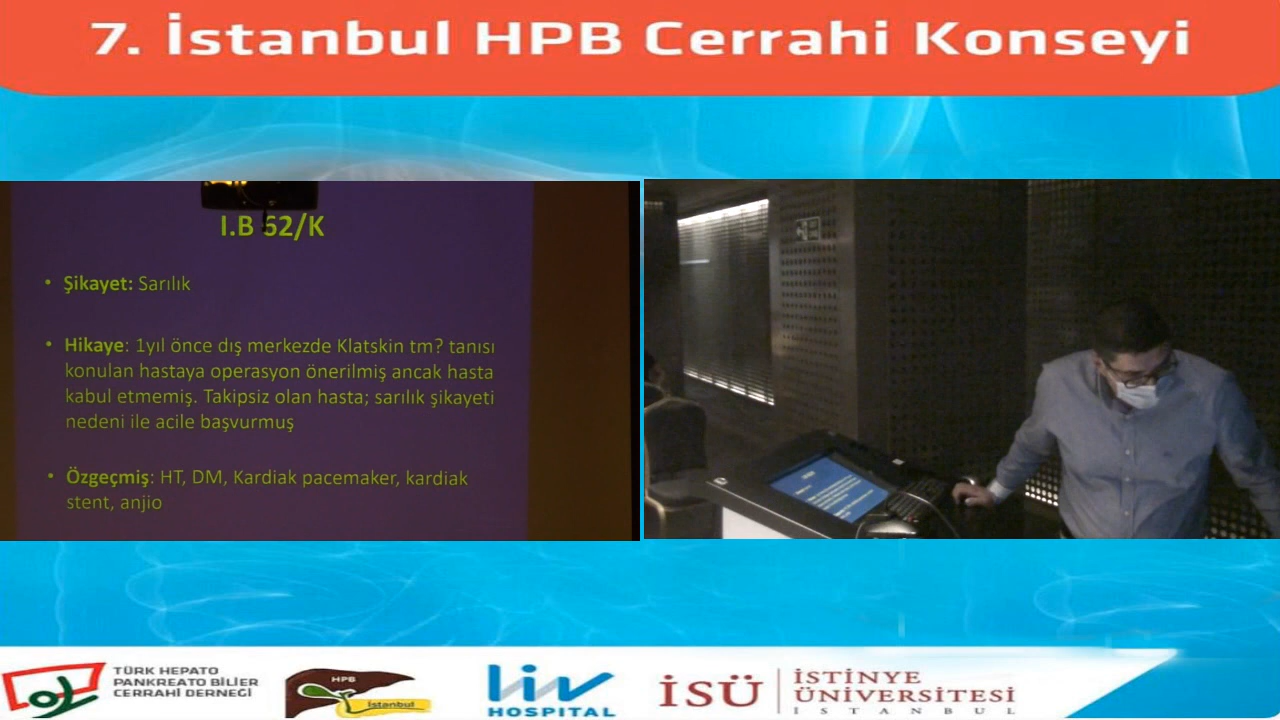 7. İstanbul HPB Cerrahi Konseyi
I.B 52/K
• Şikayet: Sarılık
• Hikaye: 1yıl önce dış merkezde Klatskin tm? tanısı
konulan hastaya operasyon önerilmiş ancak hasta
kabul etmemiş. Takipsiz olan hasta; sarılık şikayeti
nedeni ile acile başvurmuş
• Özgeçmiş: HT, DM, Kardiak pacemaker, kardiak
stent, anjio
TÜRK HEPATO
PANKREATO BİLİER
CERRAHİ DERNEĞİ
HPB
İstanbul
liv
HOSPITAL
İSÜ
İSTİNYE
ÜNİVERSİTESİ
İSTANBUL